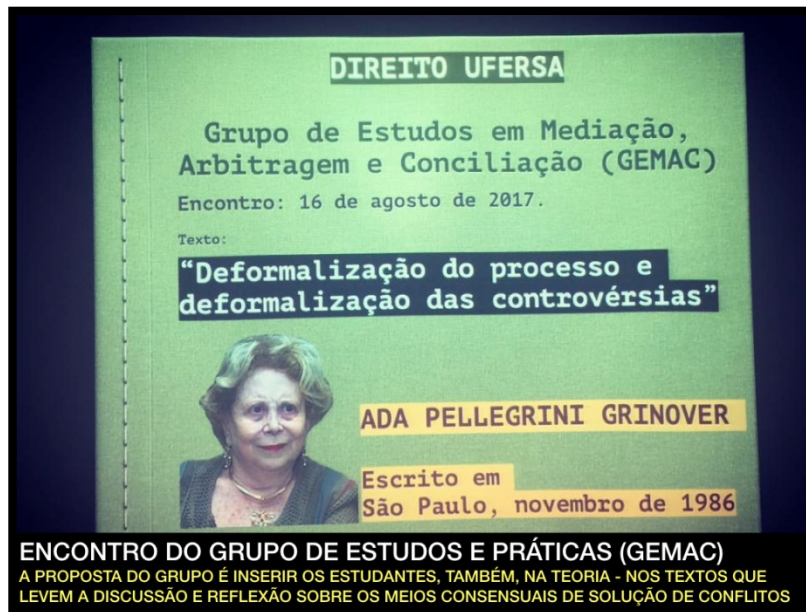 DIREITO UFERSA
Grupo de Estudos em Mediação,
Arbitragem e Conciliação (GEMAC)
Encontro: 16 de agosto de 2017.
Texto:
“Deformalização do processo e
deformalização das controvérsias”
ADA PELLEGRINI GRINOVER
Escrito em
São Paulo, novembro de 1986
ENCONTRO DO GRUPO DE ESTUDOS E PRÁTICAS (GEMAC)
A PROPOSTA DO GRUPO É INSERIR OS ESTUDANTES, TAMBÉM, NA TEORIA - NOS TEXTOS QUE
LEVEM A DISCUSSÃO E REFLEXÃO SOBRE OS MEIOS CONSENSUAIS DE SOLUÇÃO DE CONFLITOS